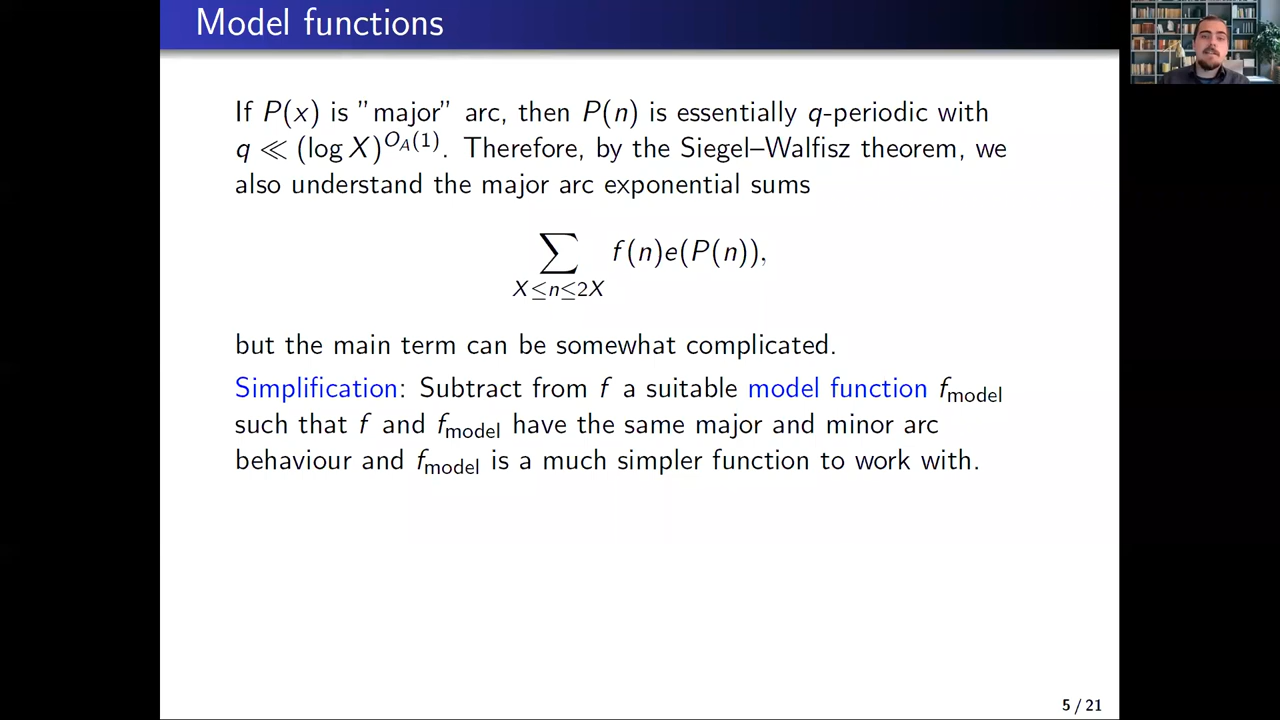 Model functions
If P(x) is "major" arc, then P(n) is essentially q-periodic with
q ≪ (log X)^{O_A(1)}. Therefore, by the Siegel–Walfisz theorem, we
also understand the major arc exponential sums
∑_{X≤n≤2X} f(n)e(P(n)),
but the main term can be somewhat complicated.
Simplification: Subtract from f a suitable model function f_model
such that f and f_model have the same major and minor arc
behaviour and f_model is a much simpler function to work with.
5 / 21